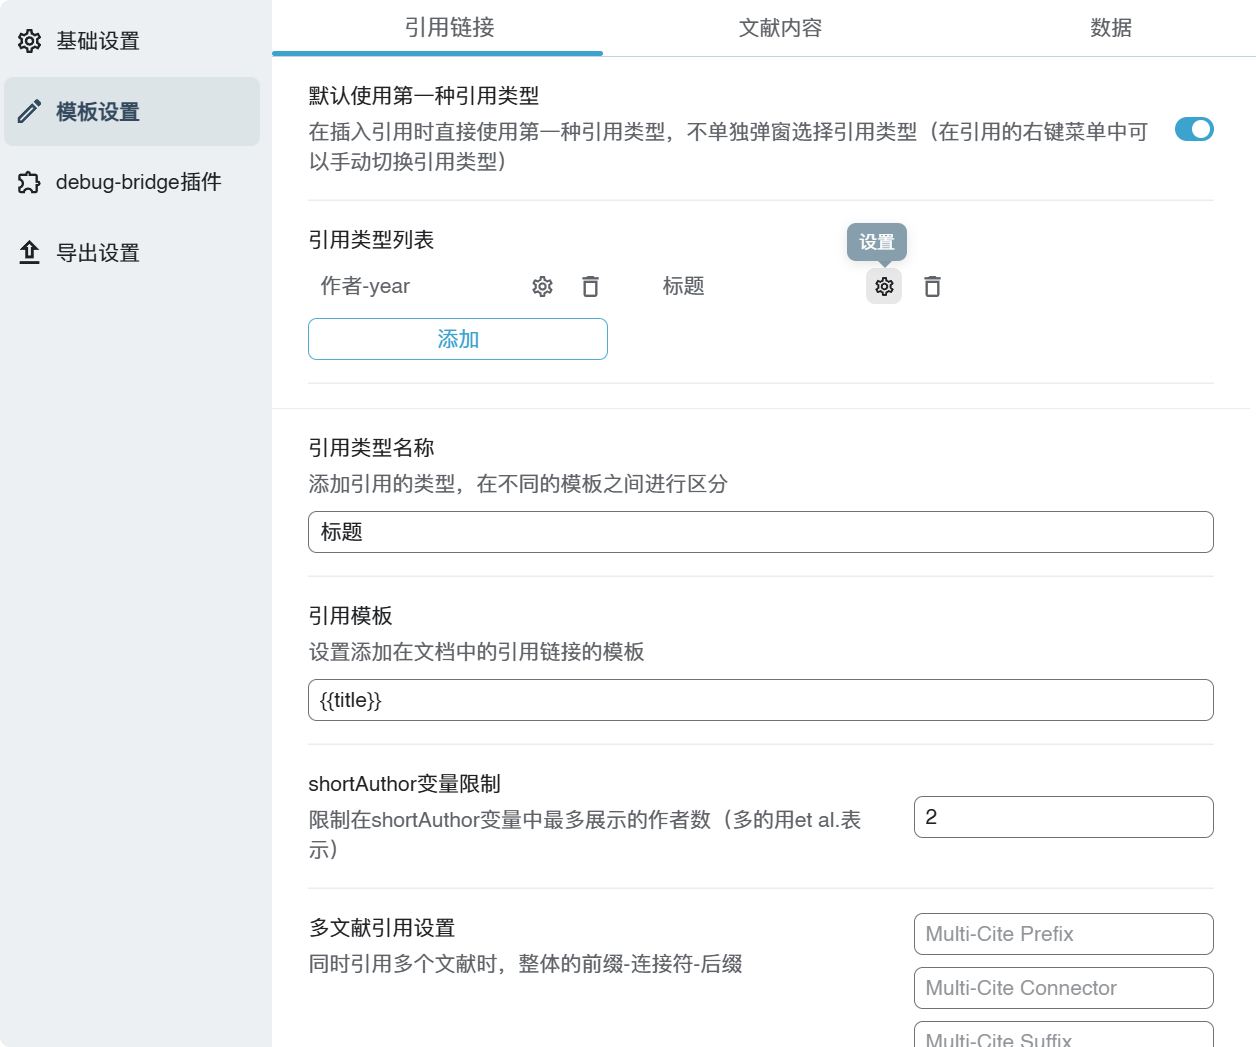 基础设置
模板设置
debug-bridge插件
导出设置
引用链接
文献内容
数据
默认使用第一种引用类型
在插入引用时直接使用第一种引用类型，不单独弹窗选择引用类型（在引用的右键菜单中可
以手动切换引用类型）
引用类型列表
设置
作者-year
标题
添加
引用类型名称
添加引用的类型，在不同的模板之间进行区分
标题
引用模板
设置添加在文档中的引用链接的模板
{{title}}
shortAuthor变量限制
限制在shortAuthor变量中最多展示的作者数（多的用et al.表
示）
2
多文献引用设置
同时引用多个文献时，整体的前缀-连接符-后缀
Multi-Cite Prefix
Multi-Cite Connector
Multi-Cite Suffix